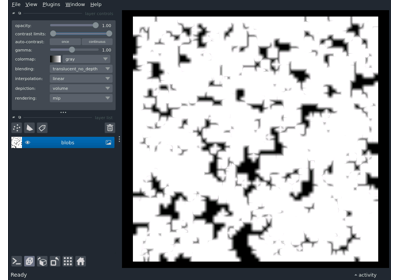 File View Plugins Window Help
opacity: 1.00
contrast limits:
auto-contrast: once continuous
gamma: 1.00
colormap: gray
blending: translucent_no_depth
interpolation: linear
depiction: volume
rendering: mip
blobs
Ready activity